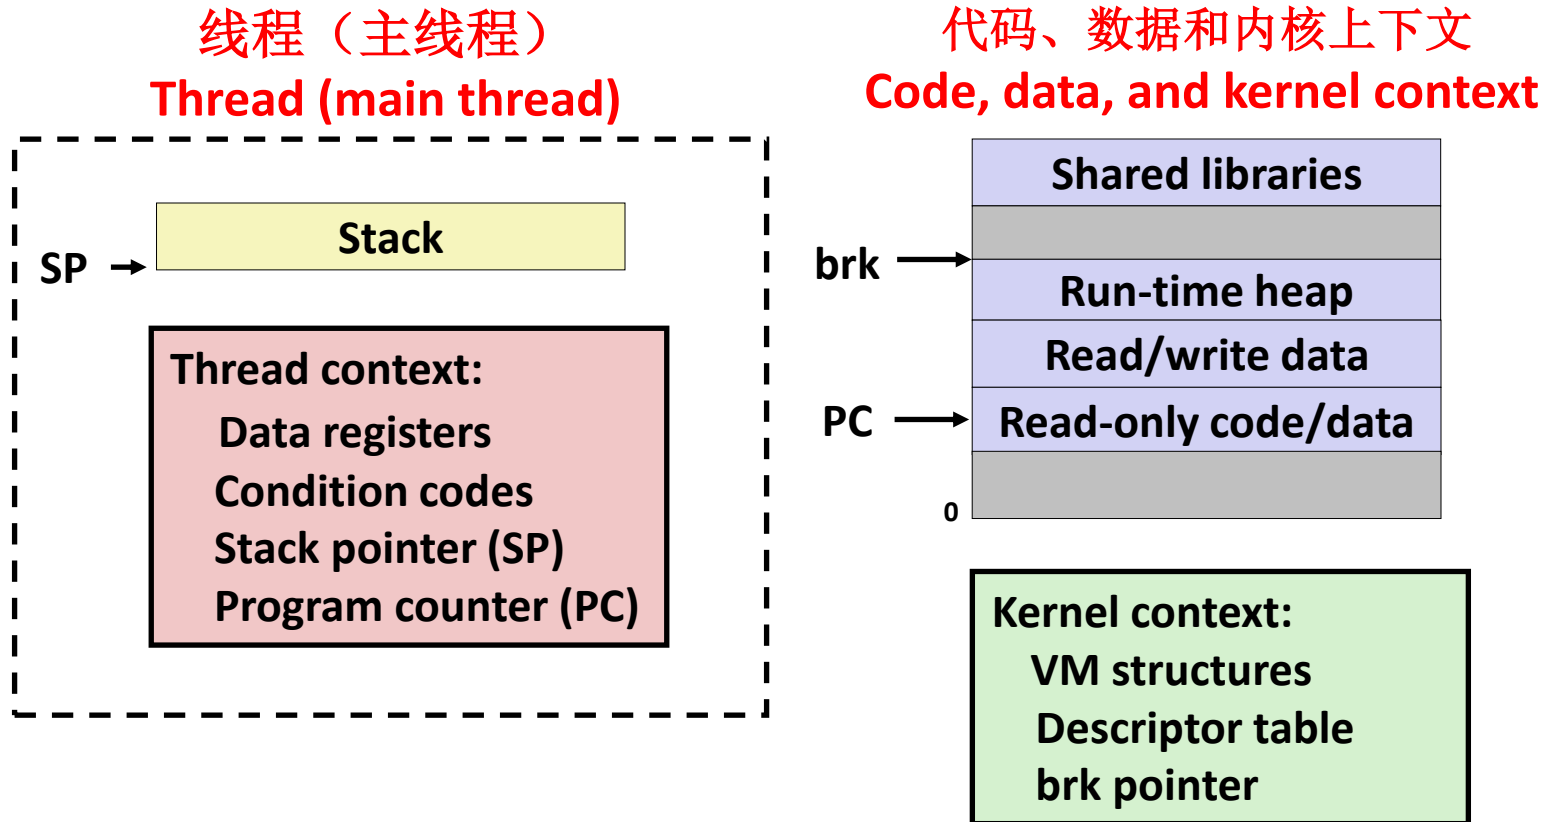 线程（主线程）
Thread (main thread)
SP
Stack
Thread context:
Data registers
Condition codes
Stack pointer (SP)
Program counter (PC)
代码、数据和内核上下文
Code, data, and kernel context
Shared libraries
brk
Run-time heap
Read/write data
PC
Read-only code/data
0
Kernel context:
VM structures
Descriptor table
brk pointer